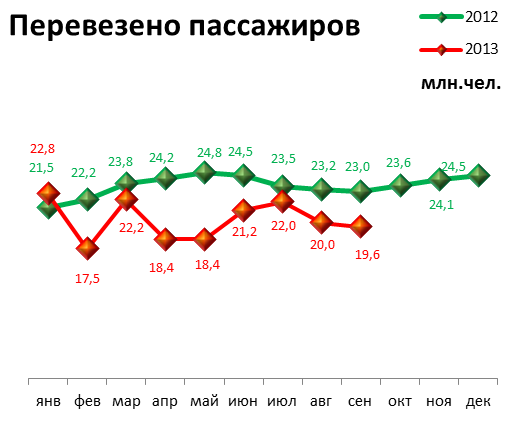 Перевезено пассажиров
2012
2013
млн.чел.
22,8
21,5 22,2 23,8 24,2 24,8 24,5 23,5 23,2 23,0 23,6 24,1 24,5
17,5 22,2 18,4 18,4 21,2 22,0 20,0 19,6
янв фев мар апр май июн июл авг сен окт ноя дек